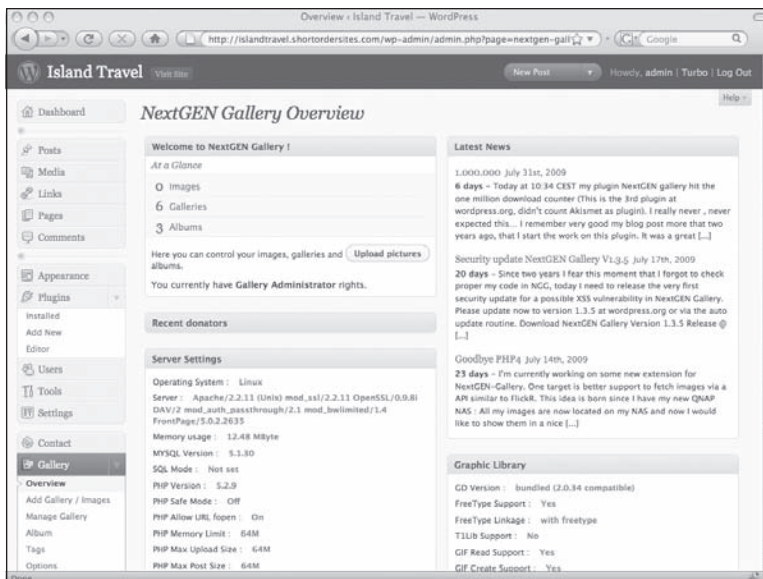 Overview ‹ Island Travel — WordPress
http://islandtravel.shortordersites.com/wp-admin/admin.php?page=nextgen-gall
Google
Island Travel
Visit Site
New Post
Howdy, admin | Turbo | Log Out
Help
Dashboard
Posts
Media
Links
Pages
Comments
Appearance
Plugins
Installed
Add New
Editor
Users
Tools
Settings
Contact
Gallery
Overview
Add Gallery / Images
Manage Gallery
Album
Tags
Options
NextGEN Gallery Overview
Welcome to NextGEN Gallery !
At a Glance
0 Images
6 Galleries
3 Albums
Here you can control your images, galleries and
albums.
Upload pictures
You currently have Gallery Administrator rights.
Recent donators
Server Settings
Operating System : Linux
Server : Apache/2.2.11 (Unix) mod_ssl/2.2.11 OpenSSL/0.9.8i
DAV/2 mod_auth_passthrough/2.1 mod_bwlimited/1.4
FrontPage/5.0.2.2635
Memory usage : 12.48 MByte
MYSQL Version : 5.1.30
SQL Mode : Not set
PHP Version : 5.2.9
PHP Safe Mode : Off
PHP Allow URL fopen : On
PHP Memory Limit : 64M
PHP Max Upload Size : 64M
PHP Max Post Size : 64M
Latest News
1.000.000 July 31st, 2009
6 days – Today at 10:34 CEST my plugin NextGEN gallery hit the
one million download counter (This is the 3rd plugin at
wordpress.org, didn't count Akismet as plugin). I really never , never
expected this... I remember very good my blog post more that two
years ago, that I start the work on this plugin. It was a great [...]
Security update NextGEN Gallery V1.3.5 July 17th, 2009
20 days – Since two years I fear this moment that I forgot to check
proper my code in NGG, today I need to release the very first
security update for a possible XSS vulnerability in NextGEN Gallery.
Please update now to version 1.3.5 at wordpress.org or via the auto
update routine. Download NextGEN Gallery Version 1.3.5 Release @
[...]
Goodbye PHP4 July 14th, 2009
23 days – I'm currently working on some new extension for
NextGEN-Gallery. One target is better support to fetch images via a
API similar to FlickR. This idea is born since I have my new QNAP
NAS : All my images are now located on my NAS and now I would
like to show them in a nice [...]
Graphic Library
GD Version : bundled (2.0.34 compatible)
FreeType Support : Yes
FreeType Linkage : with freetype
T1Lib Support : No
GIF Read Support : Yes
GIF Create Support : Yes
Done